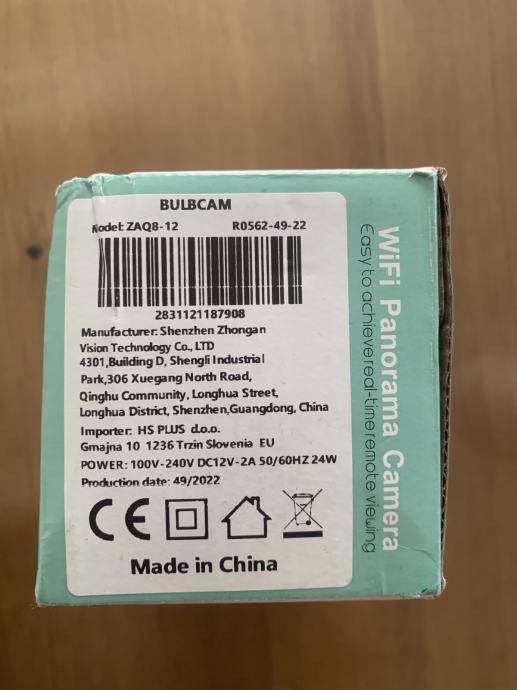 BULBCAM
Model: ZAQ8-12 R0562-49-22
2831121187908
Manufacturer: Shenzhen Zhongan
Vision Technology Co., LTD
4301,Building D, Shengli Industrial
Park,306 Xuegang North Road,
Qinghu Community, Longhua Street,
Longhua District, Shenzhen,Guangdong, China
Importer: HS PLUS d.o.o.
Gmajna 10 1236 Trzin Slovenia EU
POWER: 100V-240V DC12V-2A 50/60HZ 24W
Production date: 49/2022
CE
Made in China
WiFi Panorama Camera
Easy to achieve real-time remote viewing